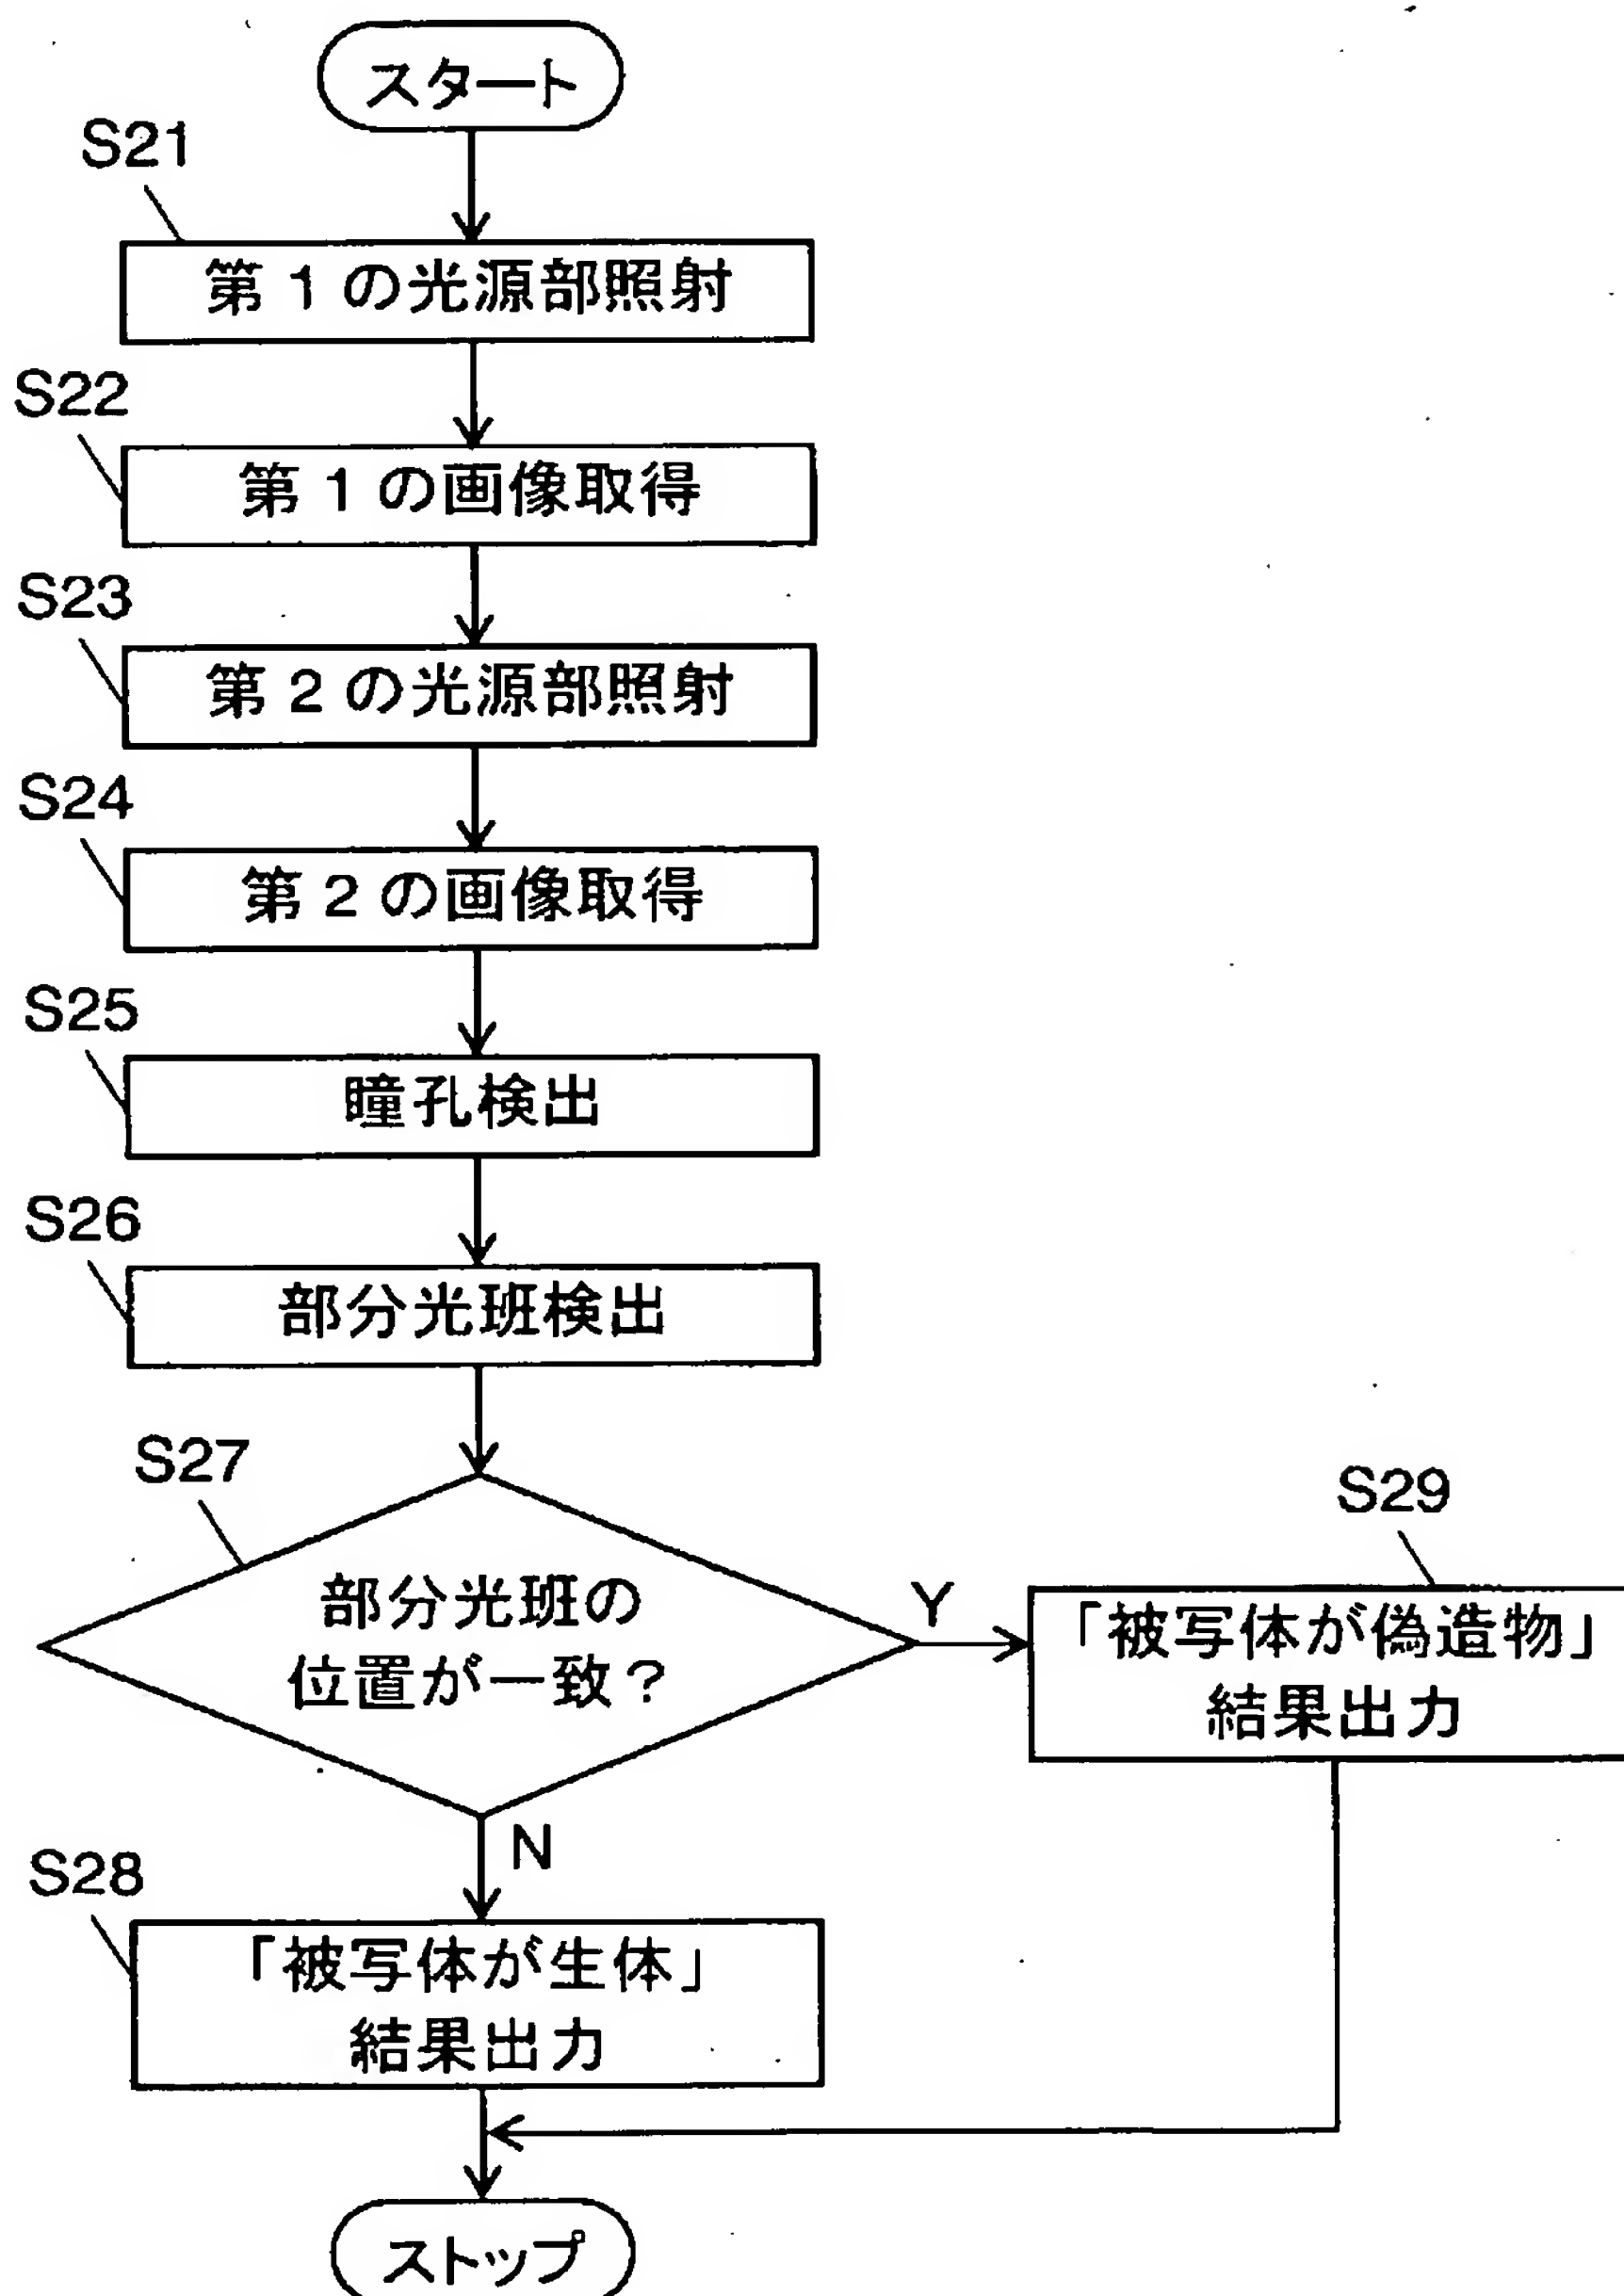 スタート
S21
第1の光源部照射
S22
第1の画像取得
S23
第2の光源部照射
S24
第2の画像取得
S25
瞳孔検出
S26
部分光班検出
S27
部分光班の
位置が一致?
Y
N
S29
「被写体が偽造物」
結果出力
S28
「被写体が生体」
結果出力
ストップ